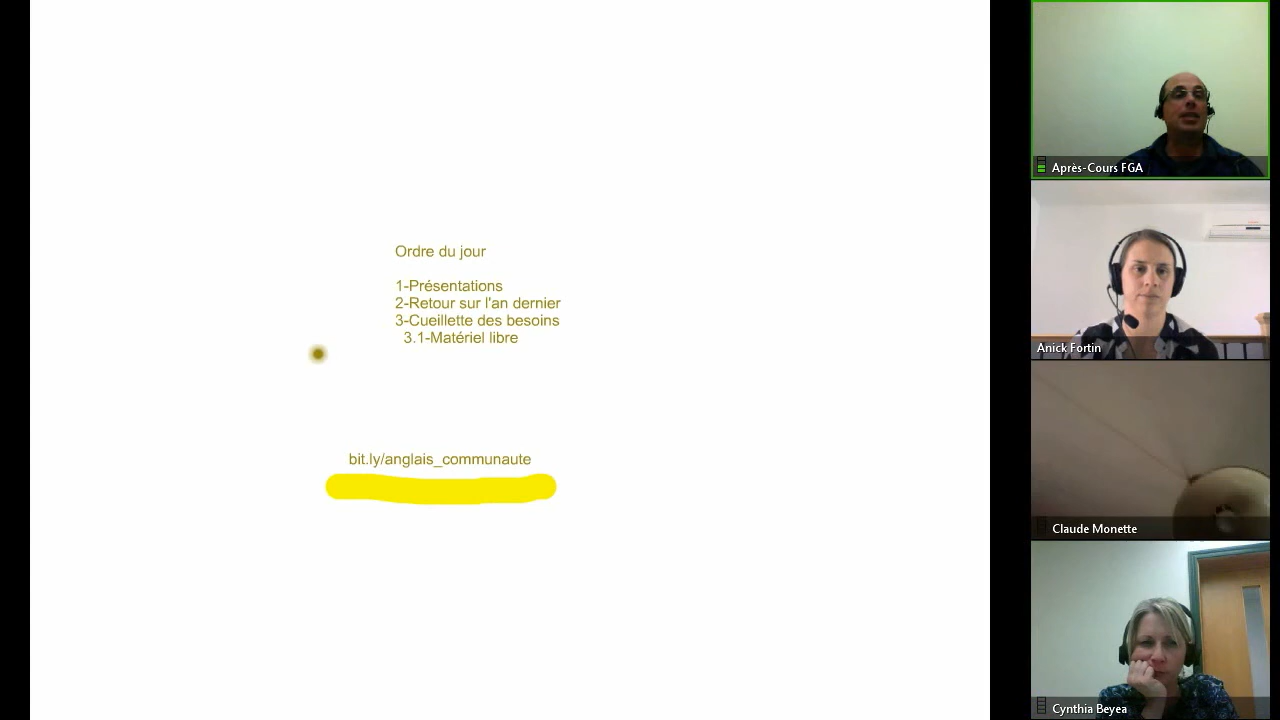 Ordre du jour
1-Présentations
2-Retour sur l'an dernier
3-Cueillette des besoins
3.1-Matériel libre
bit.ly/anglais_communaute
Après-Cours FGA
Anick Fortin
Claude Monette
Cynthia Beyea